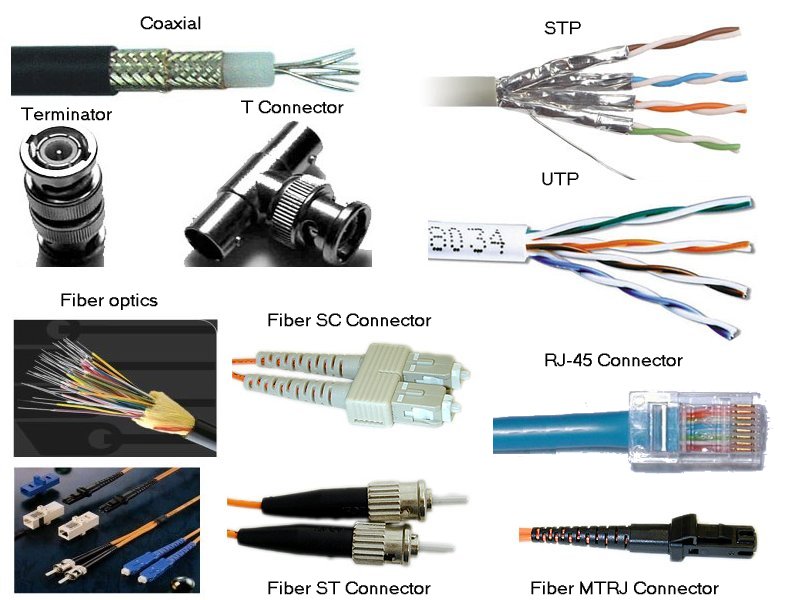 Coaxial
STP
Terminator
T Connector
UTP
8034
Fiber optics
Fiber SC Connector
RJ-45 Connector
Fiber ST Connector
Fiber MTRJ Connector